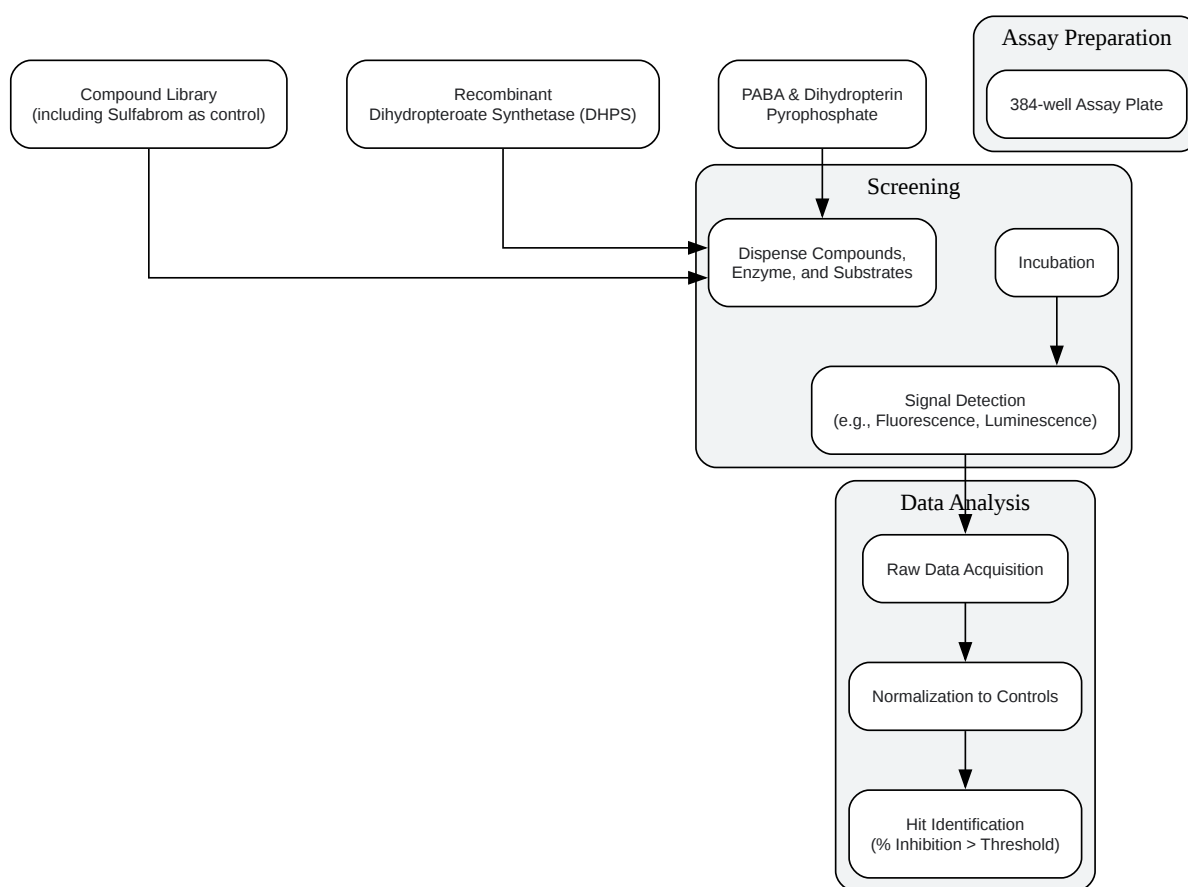 Assay Preparation
Compound Library
(including Sulfabrom as control)
Recombinant
Dihydropteroate Synthetase (DHPS)
PABA & Dihydropterin
Pyrophosphate
384-well Assay Plate
Screening
Dispense Compounds,
Enzyme, and Substrates
Incubation
Signal Detection
(e.g., Fluorescence, Luminescence)
Data Analysis
Raw Data Acquisition
Normalization to Controls
Hit Identification
(% Inhibition > Threshold)